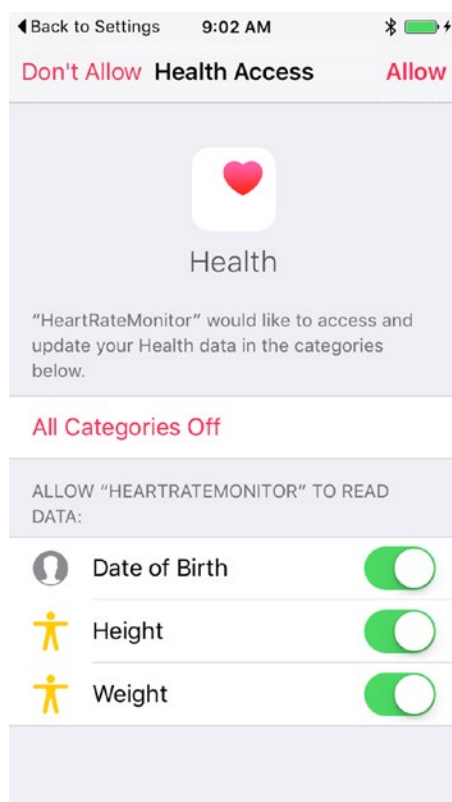 Back to Settings 9:02 AM
Don't Allow Health Access Allow
Health
“HeartRateMonitor” would like to access and
update your Health data in the categories
below.
All Categories Off
ALLOW “HEARTRATEMONITOR” TO READ
DATA:
Date of Birth
Height
Weight